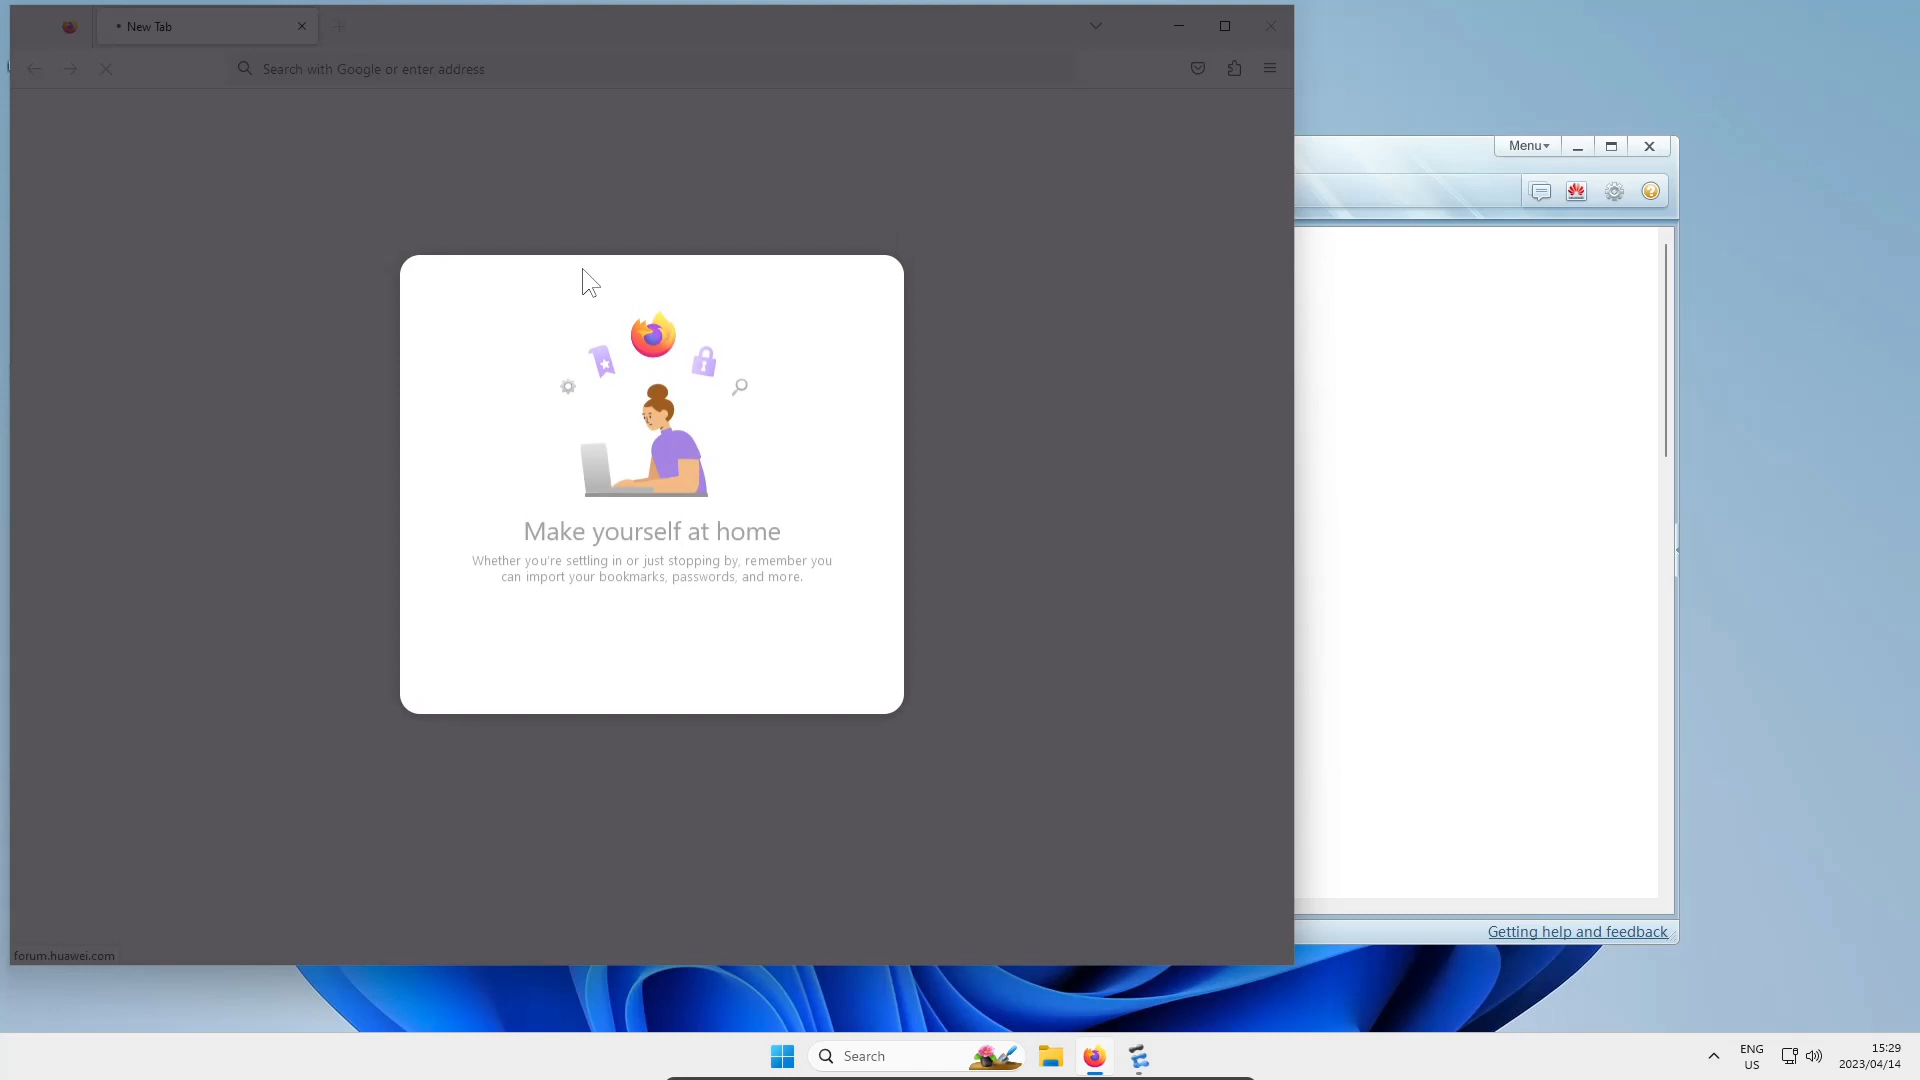 New Tab
Search with Google or enter address
Menu
Make yourself at home
Whether you're settling in or just stopping by, remember you
can import your bookmarks, passwords, and more.
Getting help and feedback
forum.huawei.com
Search
ENG
US
15:29
2023/04/14